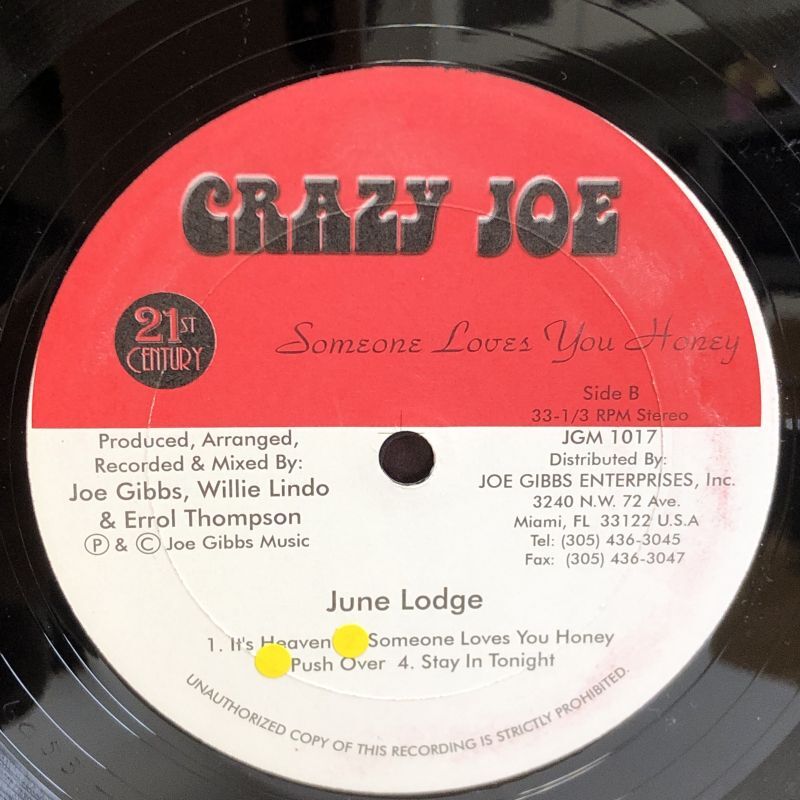 CRAZY JOE
21ST
CENTURY
Someone Loves You Honey
Side B
33-1/3 RPM Stereo
JGM 1017
Distributed By:
JOE GIBBS ENTERPRISES, Inc.
3240 N.W. 72 Ave.
Miami, FL 33122 U.S.A
Tel: (305) 436-3045
Fax: (305) 436-3047
Produced, Arranged,
Recorded & Mixed By:
Joe Gibbs, Willie Lindo
& Errol Thompson
Ⓟ & © Joe Gibbs Music
June Lodge
1. It's Heaven Someone Loves You Honey
Push Over 4. Stay In Tonight
UNAUTHORIZED COPY OF THIS RECORDING IS STRICTLY PROHIBITED.